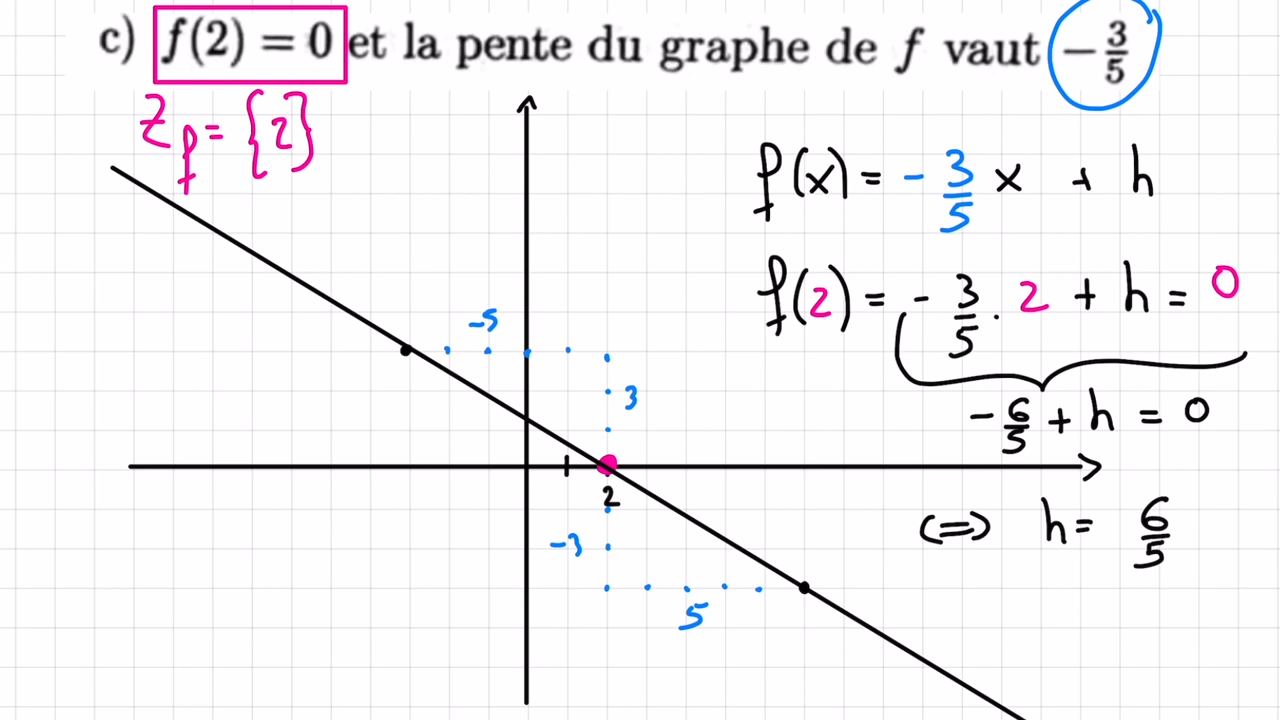 c) f(2) = 0 et la pente du graphe de f vaut -3/5
Z_f = {2}
f(x) = -3/5 x + h
f(2) = -3/5 · 2 + h = 0
-5
3
-6/5 + h = 0
2
-3
5
<=> h = 6/5